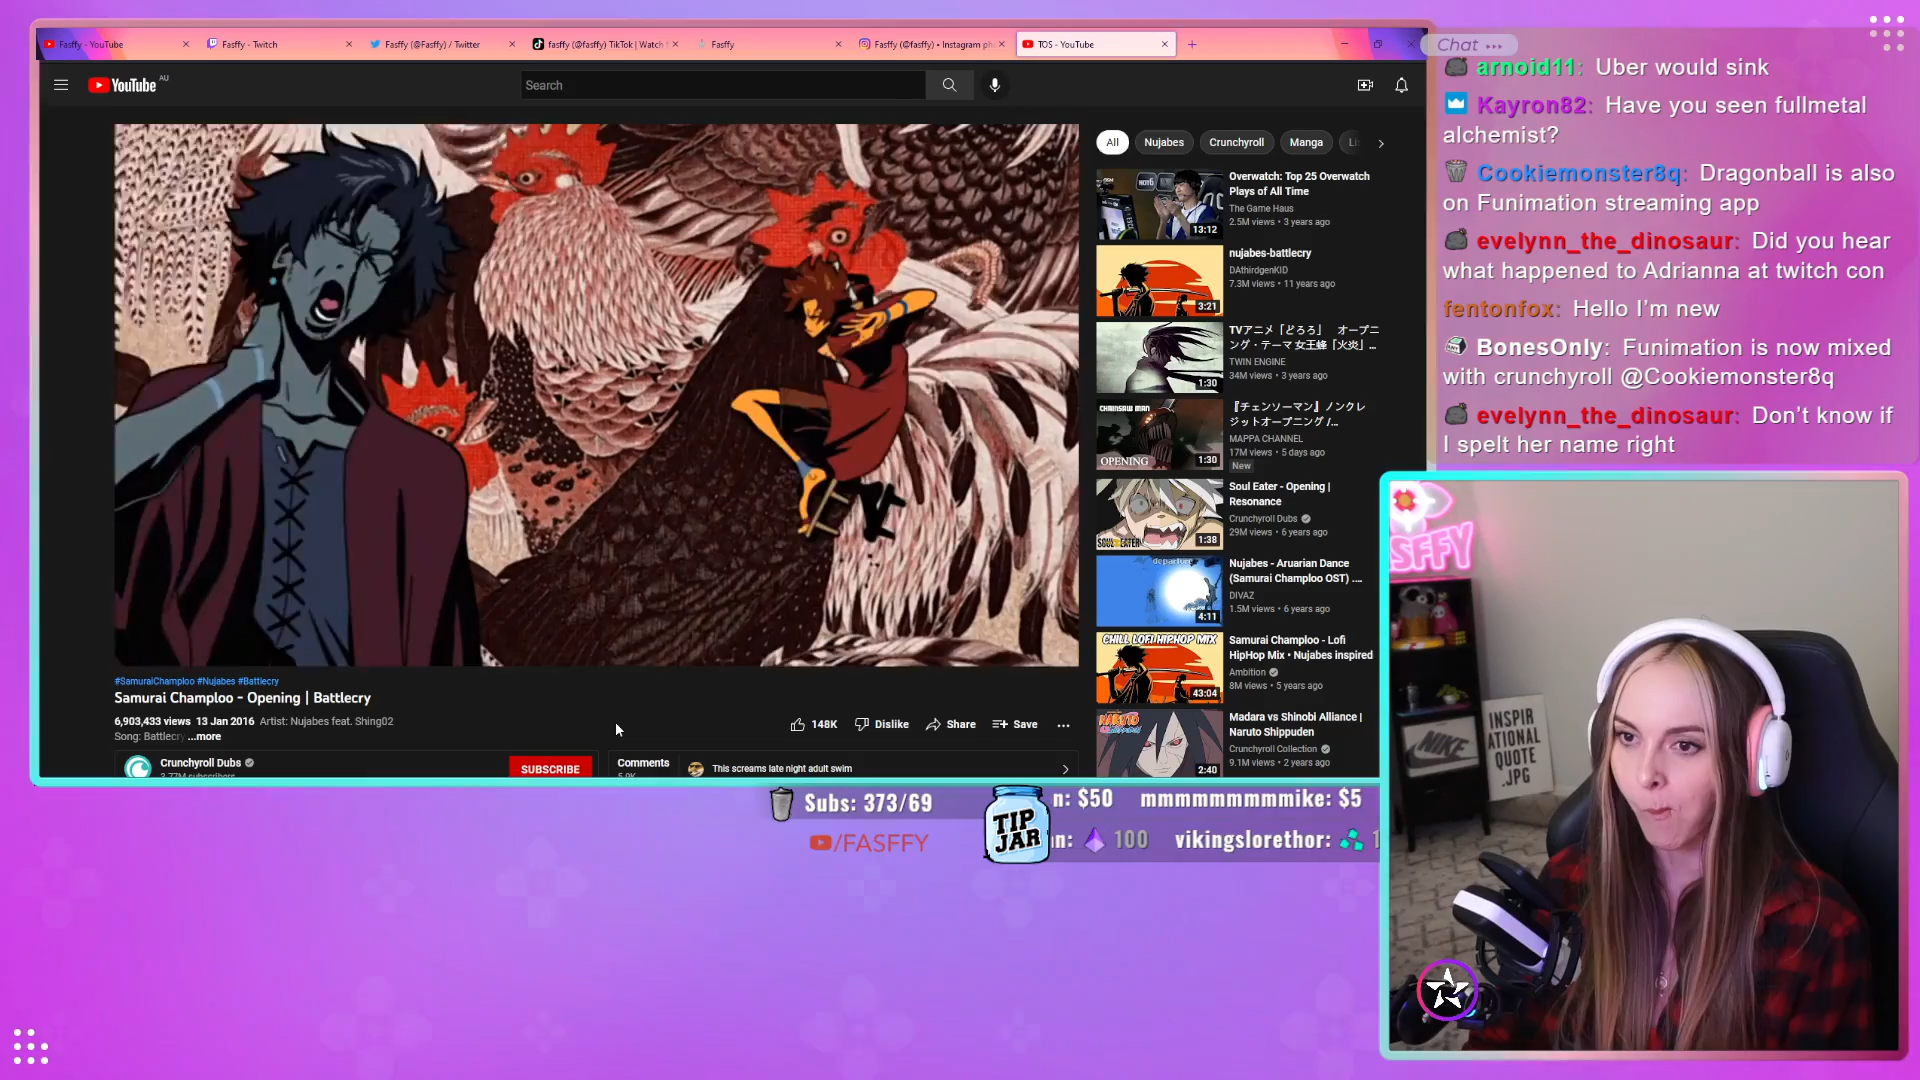 Fasffy - YouTube
Fasffy - Twitch
Fasffy (@Fasffy) / Twitter
fasffy (@fasffy) TikTok | Watch
Fasffy
Fasffy (@fasffy) • Instagram ph
TOS - YouTube
YouTube AU
Search
All
Nujabes
Crunchyroll
Manga
Overwatch: Top 25 Overwatch
Plays of All Time
The Game Haus
2.5M views • 3 years ago
13:12
nujabes-battlecry
DAthirdgenKID
7.3M views • 11 years ago
3:21
TVアニメ「どろろ」 オープニ
ング・テーマ 女王蜂「火炎」...
TWIN ENGINE
34M views • 3 years ago
1:30
『チェンソーマン』ノンクレ
ジットオープニング /...
MAPPA CHANNEL
17M views • 5 days ago
New
CHAINSAW MAN
OPENING
1:30
Soul Eater - Opening |
Resonance
Crunchyroll Dubs
29M views • 6 years ago
SOUL EATER
1:38
Nujabes - Aruarian Dance
(Samurai Champloo OST) ....
DIVAZ
1.5M views • 6 years ago
departure
4:11
Samurai Champloo - Lofi
HipHop Mix • Nujabes inspired
Ambition
8M views • 5 years ago
CHILL LOFI HIPHOP MIX
43:04
Madara vs Shinobi Alliance |
Naruto Shippuden
Crunchyroll Collection
9.1M views • 2 years ago
2:40
#SamuraiChamploo #Nujabes #Battlecry
Samurai Champloo - Opening | Battlecry
6,903,433 views 13 Jan 2016 Artist: Nujabes feat. Shing02
Song: Battlecry ...more
148K
Dislike
Share
Save
Crunchyroll Dubs
3.77M subscribers
SUBSCRIBE
Comments
5.9K
This screams late night adult swim
Chat
arnoid11: Uber would sink
Kayron82: Have you seen fullmetal
alchemist?
Cookiemonster8q: Dragonball is also
on Funimation streaming app
evelynn_the_dinosaur: Did you hear
what happened to Adrianna at twitch con
fentonfox: Hello I'm new
BonesOnly: Funimation is now mixed
with crunchyroll @Cookiemonster8q
evelynn_the_dinosaur: Don't know if
I spelt her name right
Subs: 373/69
/FASFFY
TIP
JAR
n: $50 mmmmmmmmike: $5
100 vikingslorethor:
SFFY
NIKE
INSPIR
ATIONAL
QUOTE
.JPG